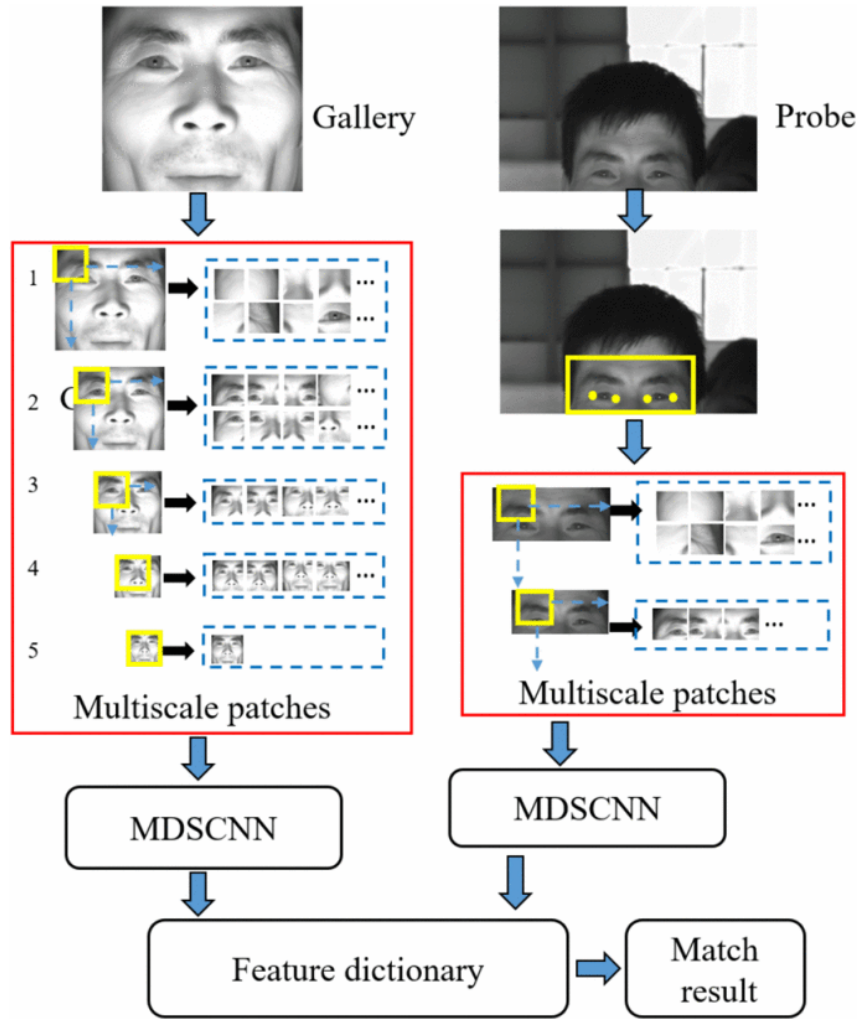 Gallery
Probe
1
2
C
3
4
5
...
...
...
...
...
...
Multiscale patches
...
...
...
Multiscale patches
MDSCNN
MDSCNN
Feature dictionary
Match
result